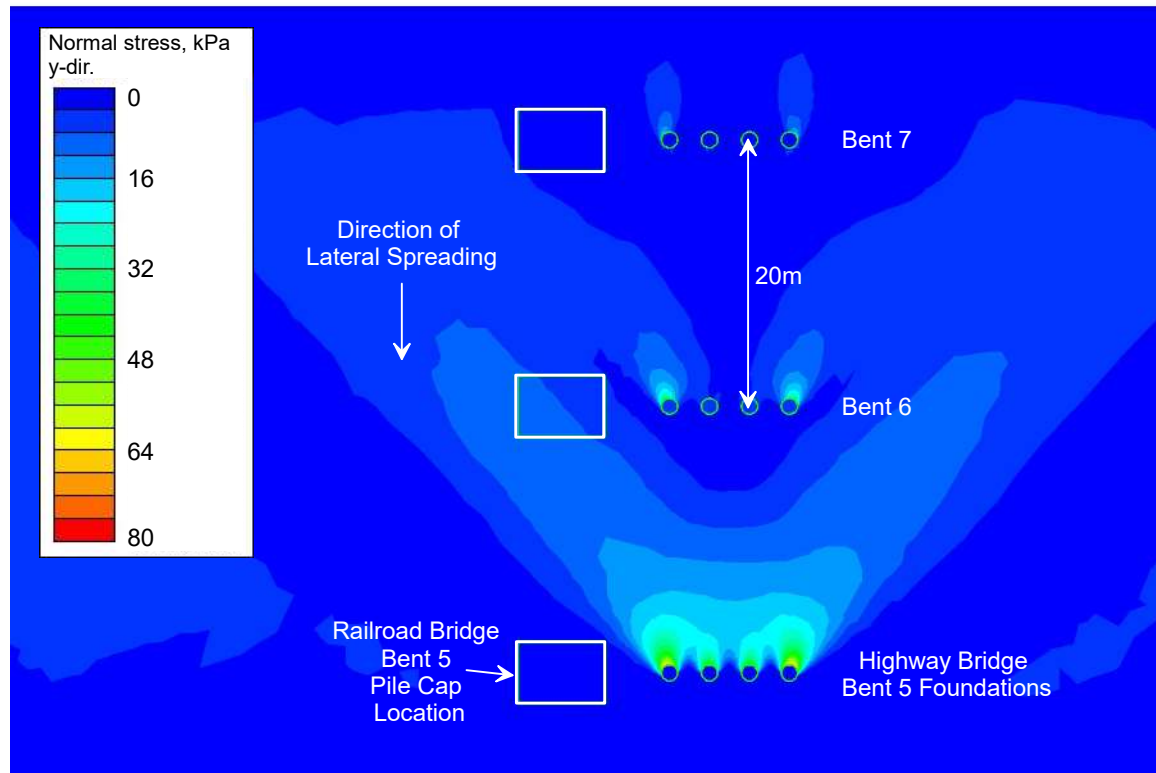 Normal stress, kPa
y-dir.
0
16
32
48
64
80
Bent 7
Direction of
Lateral Spreading
20m
Bent 6
Railroad Bridge
Bent 5
Pile Cap
Location
Highway Bridge
Bent 5 Foundations